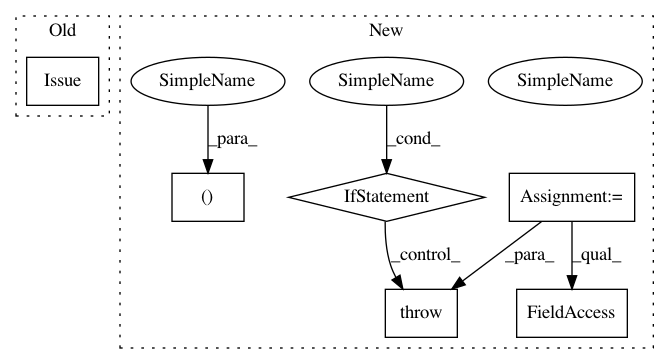 Old
New
Issue
SimpleName
SimpleName
SimpleName
_para_
_cond_
()
IfStatement
Assignment:=
_control_
_para_
_qual_
throw
FieldAccess